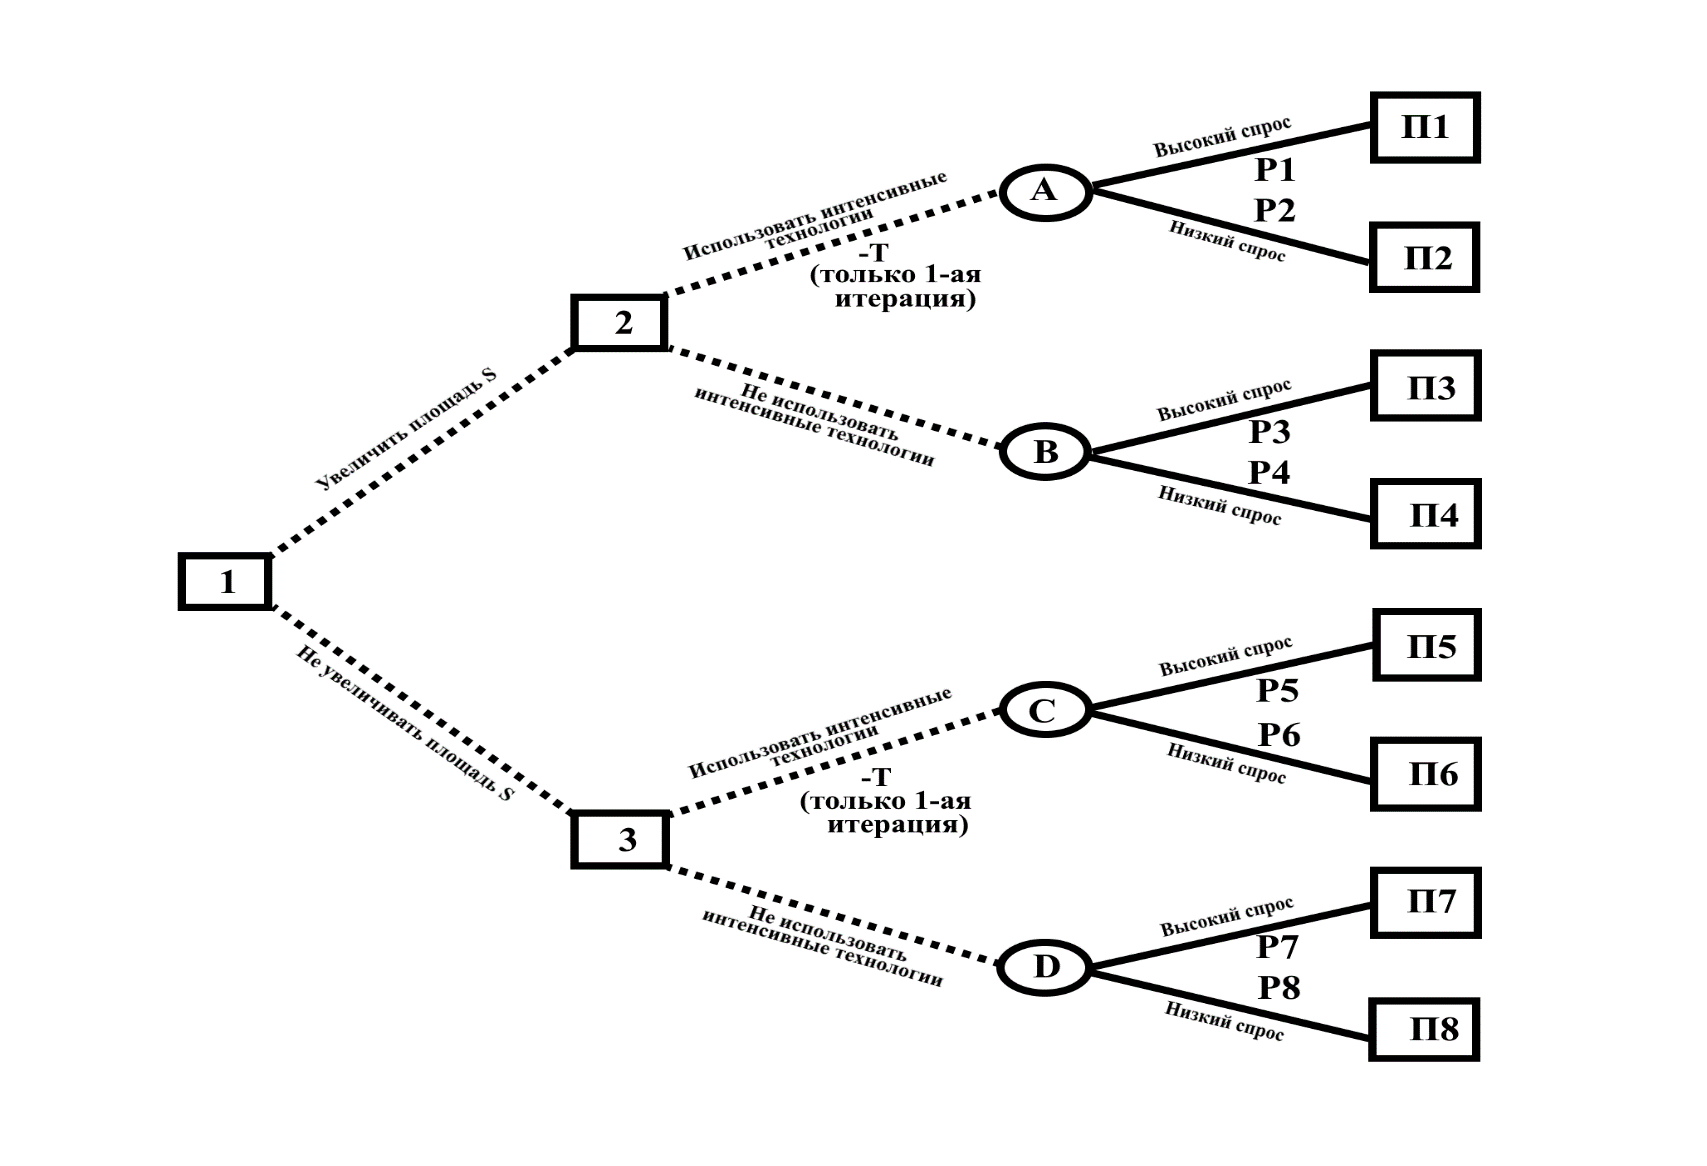 Высокий спрос
П1
P1
Использовать интенсивные
технологии
A
P2
-T
(только 1-ая
итерация)
Низкий спрос
П2
2
Увеличить площадь S
Не использовать
интенсивные технологии
Высокий спрос
П3
P3
B
P4
Низкий спрос
П4
1
Не увеличивать площадь S
Использовать интенсивные
технологии
-T
(только 1-ая
итерация)
Высокий спрос
П5
P5
C
P6
Низкий спрос
П6
3
Не использовать
интенсивные технологии
Высокий спрос
П7
P7
D
P8
Низкий спрос
П8